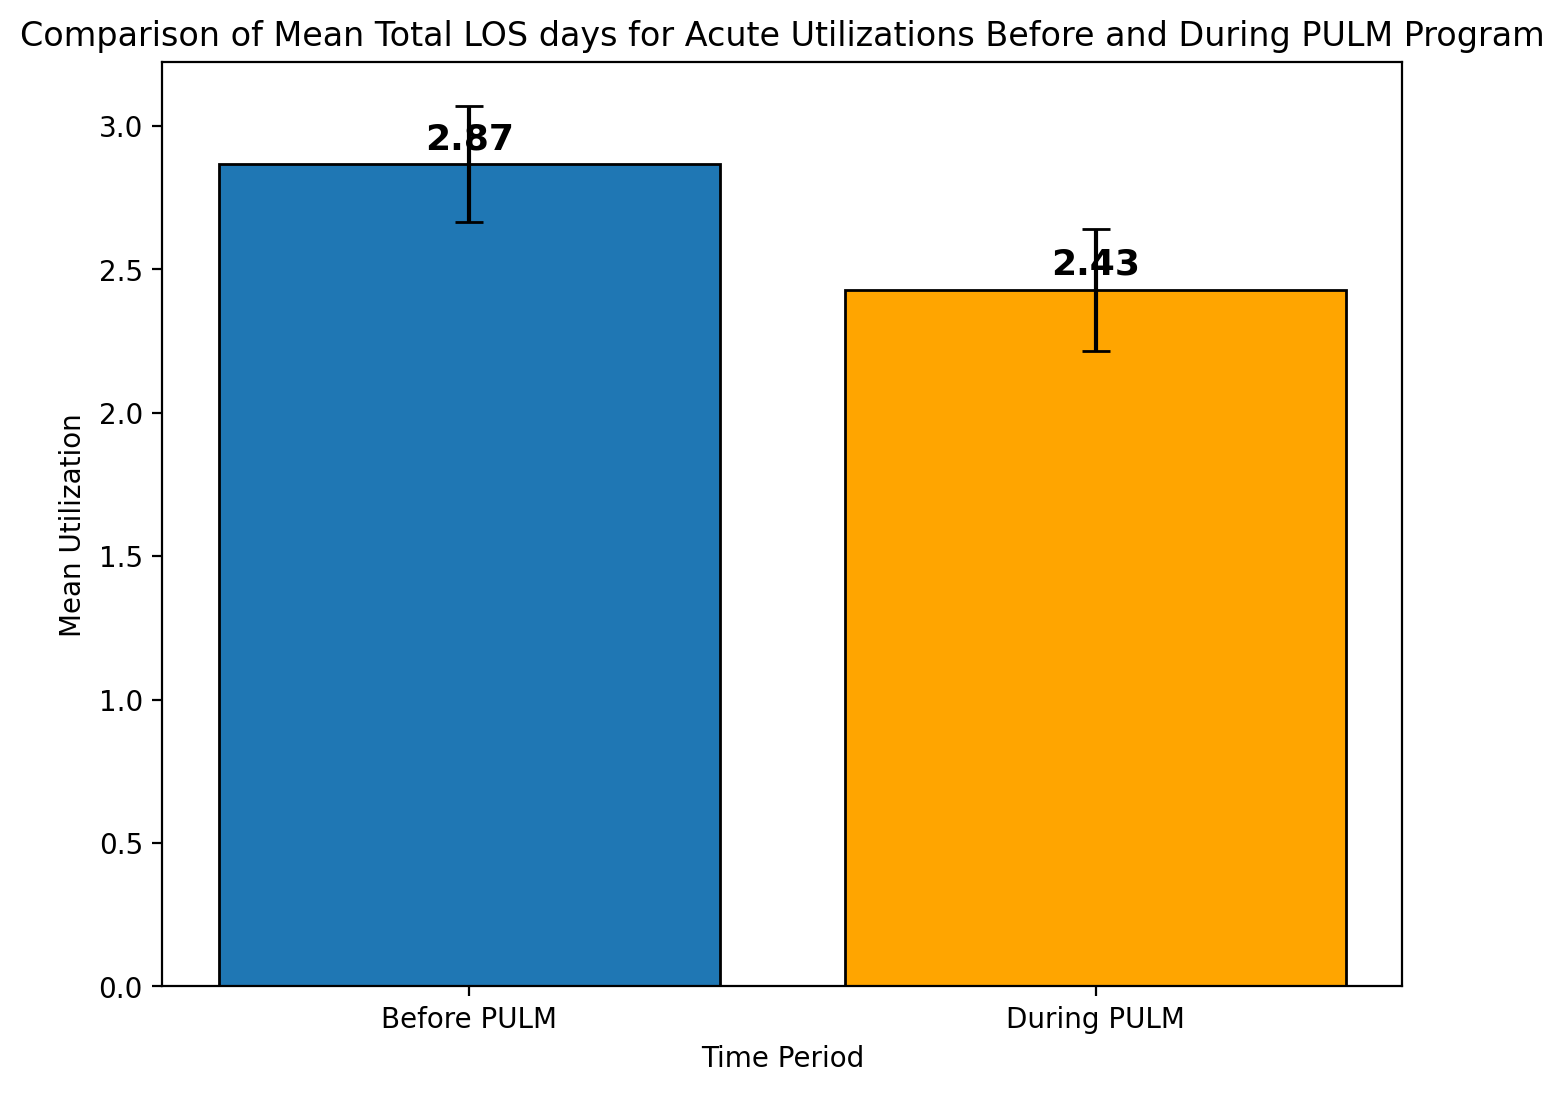 Comparison of Mean Total LOS days for Acute Utilizations Before and During PULM Program
Mean Utilization
3.0
2.5
2.0
1.5
1.0
0.5
0.0
2.87
2.43
Before PULM
During PULM
Time Period